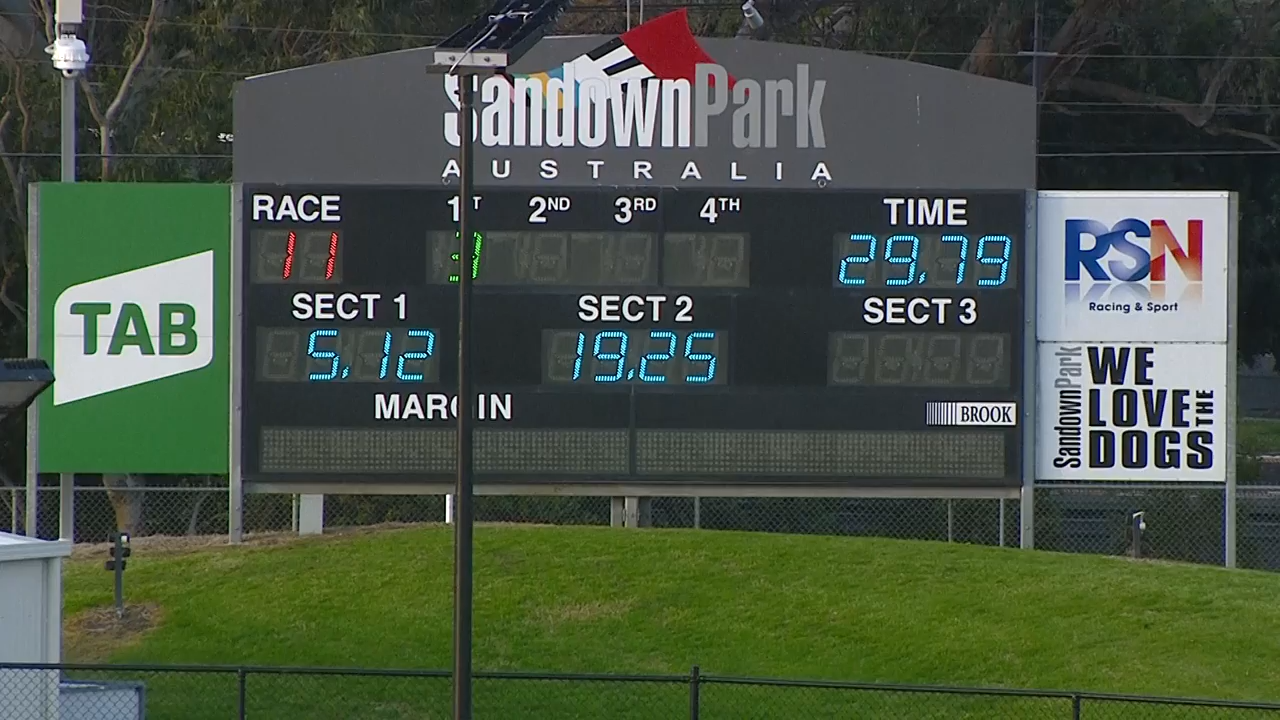 SandownPark
AUSTRALIA
RACE 1ST 2ND 3RD 4TH TIME
11 29.79
SECT 1 SECT 2 SECT 3
5.12 19.25
MARGIN
BROOK
TAB
RSN
Racing & Sport
SandownPark
WE
LOVE THE
DOGS